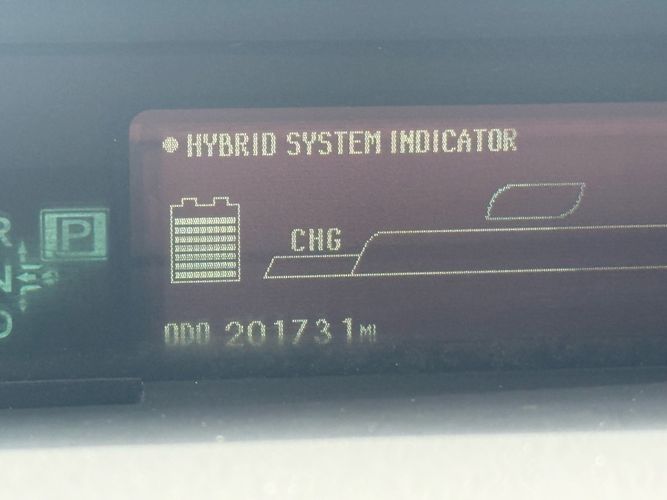 HYBRID SYSTEM INDICATOR
R
P
CHG
N
D
ODO 201731 MI